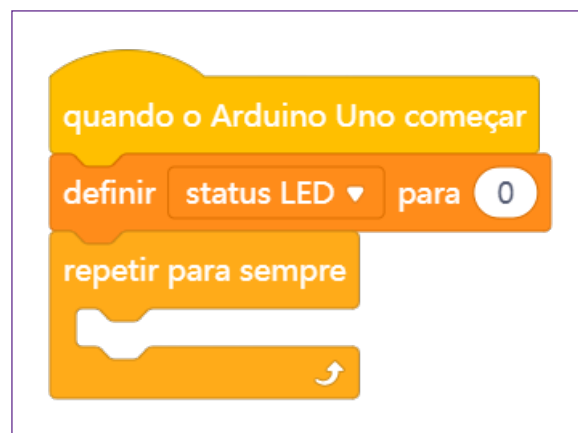 quando o Arduino Uno começar
definir status LED ▼ para 0
repetir para sempre